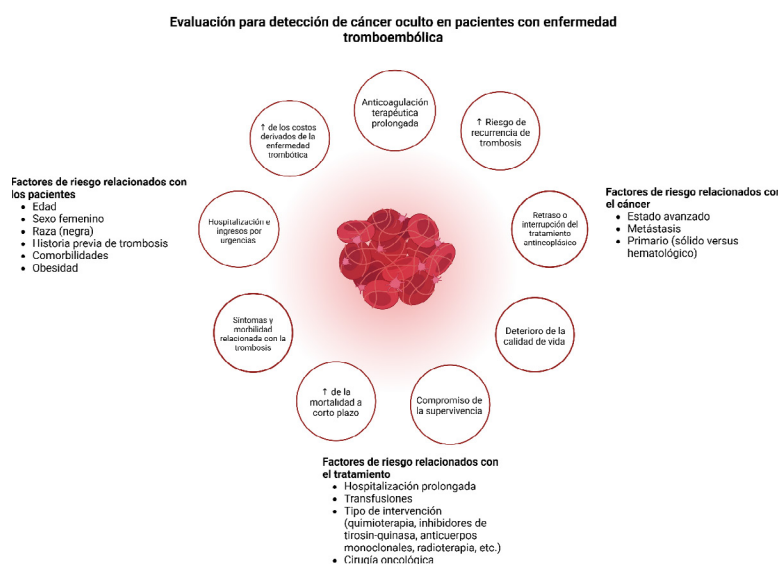 Evaluación para detección de cáncer oculto en pacientes con enfermedad
tromboembólica
Anticoagulación
terapéutica
prolongada
↑ Riesgo de
recurrencia de
trombosis
Retraso o
interrupción del
tratamiento
antineoplásico
Deterioro de la
calidad de vida
Compromiso de
la supervivencia
↑ de la
mortalidad a
corto plazo
Síntomas y
morbilidad
relacionada con la
trombosis
Hospitalización e
ingresos por
urgencias
↑ de los costos
derivados de la
enfermedad
trombótica
Factores de riesgo relacionados con
los pacientes
• Edad
• Sexo femenino
• Raza (negra)
• Historia previa de trombosis
• Comorbilidades
• Obesidad
Factores de riesgo relacionados con
el cáncer
• Estado avanzado
• Metástasis
• Primario (sólido versus
hematológico)
Factores de riesgo relacionados con
el tratamiento
• Hospitalización prolongada
• Transfusiones
• Tipo de intervención
(quimioterapia, inhibidores de
tirosin-quinasa, anticuerpos
monoclonales, radioterapia, etc.)
• Cirugía oncológica